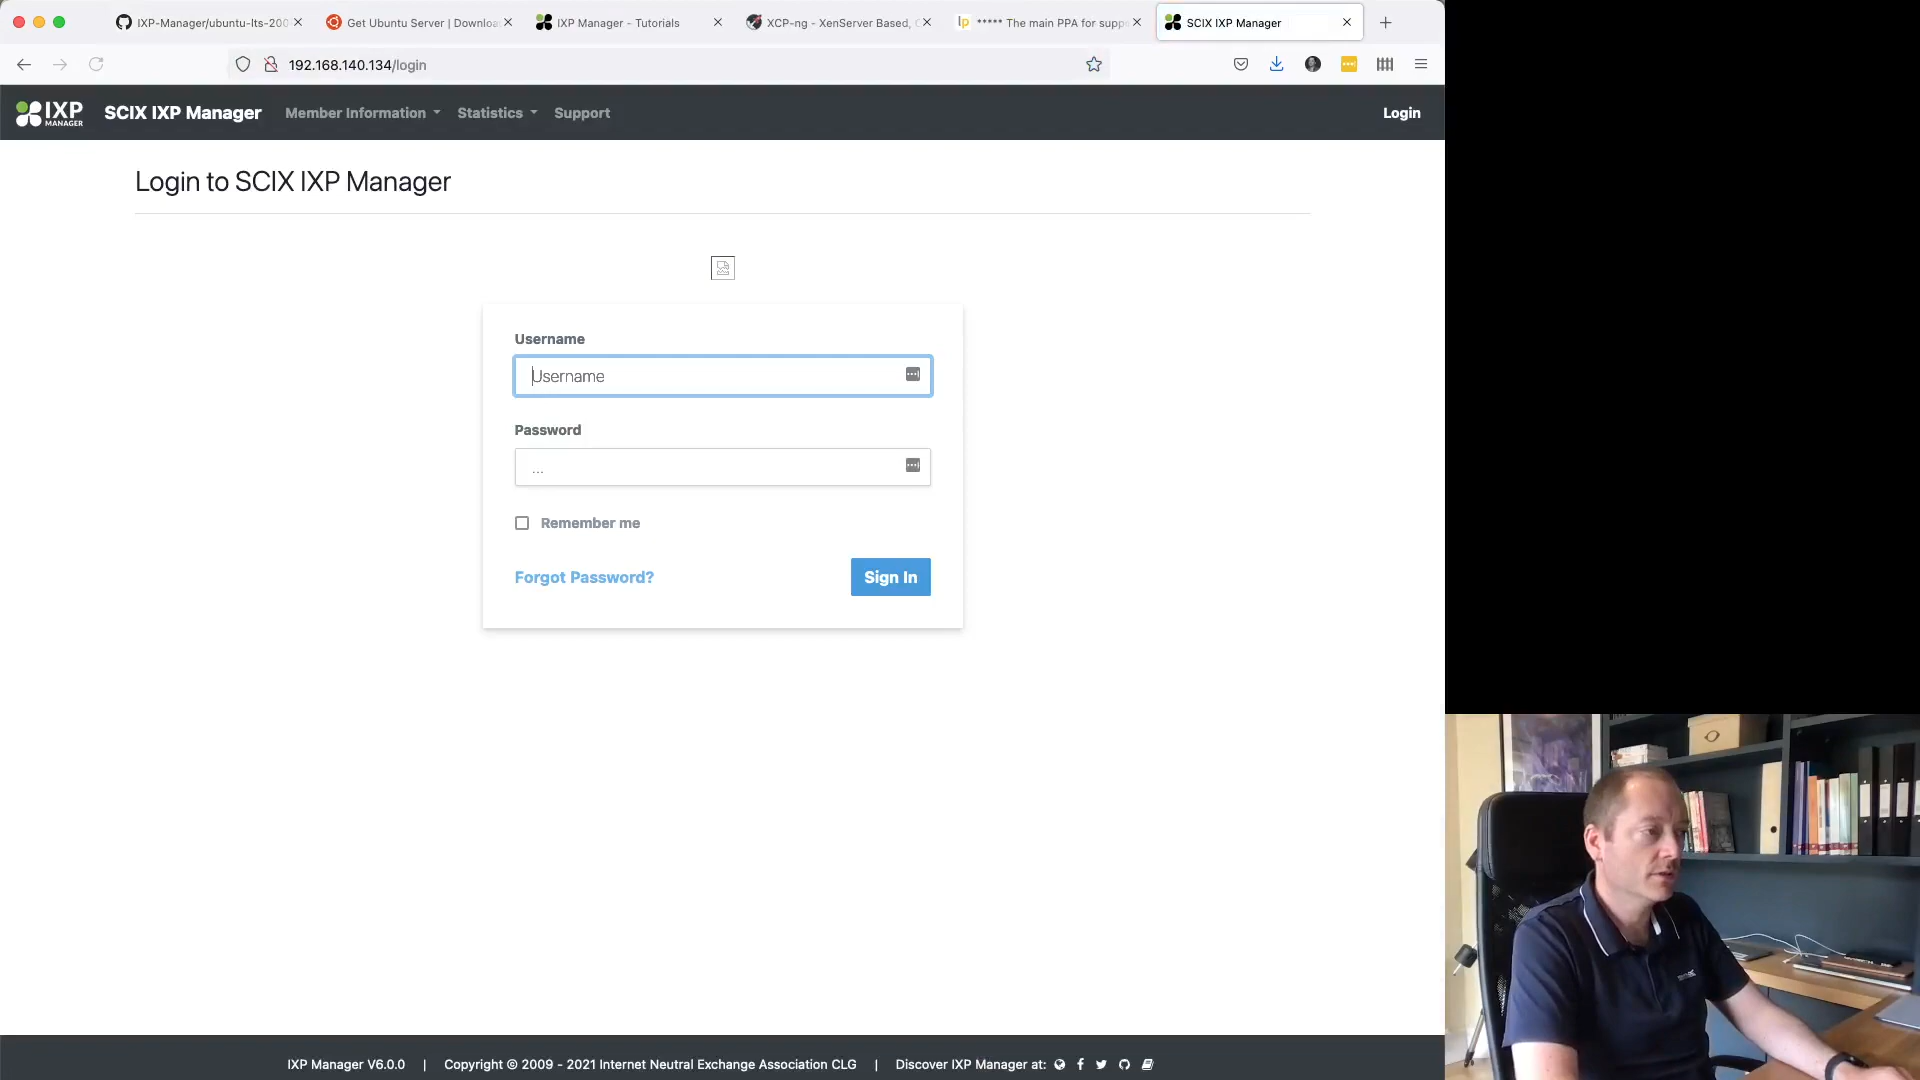 IXP-Manager/ubuntu-lts-200
Get Ubuntu Server | Downloa
IXP Manager - Tutorials
XCP-ng - XenServer Based, 
lp ***** The main PPA for supp
SCIX IXP Manager
192.168.140.134/login
IXP MANAGER
SCIX IXP Manager
Member Information
Statistics
Support
Login
Login to SCIX IXP Manager
Username
Username
Password
...
Remember me
Forgot Password?
Sign In
IXP Manager V6.0.0 | Copyright © 2009 - 2021 Internet Neutral Exchange Association CLG | Discover IXP Manager at: